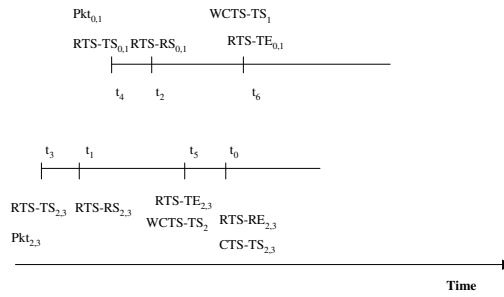 Pkt0,1 WCTS-TS1
RTS-TS0,1 RTS-RS0,1 RTS-TE0,1
t4 t2 t6
t3 t1 t5 t0
RTS-TS2,3 RTS-RS2,3 RTS-TE2,3
WCTS-TS2 RTS-RE2,3
Pkt2,3 CTS-TS2,3
Time